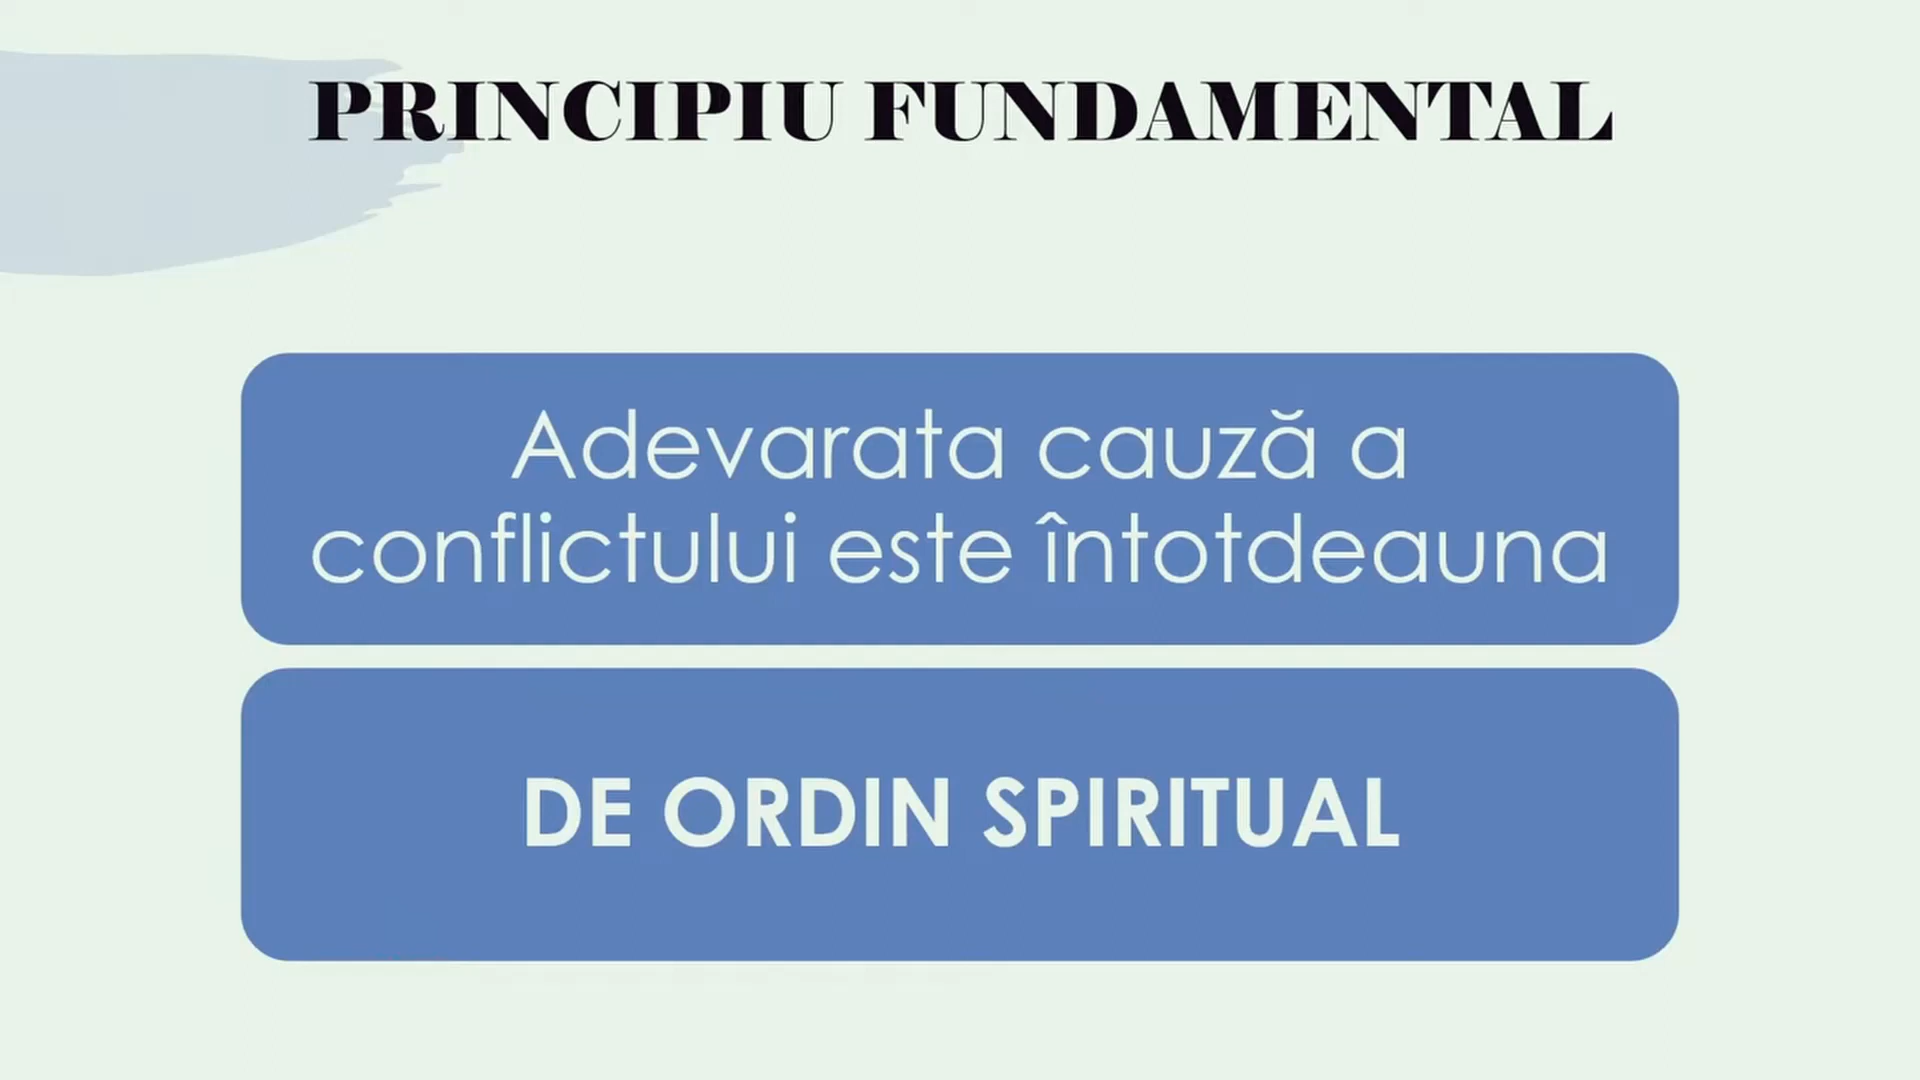 PRINCIPIU FUNDAMENTAL
Adevarata cauză a
conflictului este întotdeauna
DE ORDIN SPIRITUAL